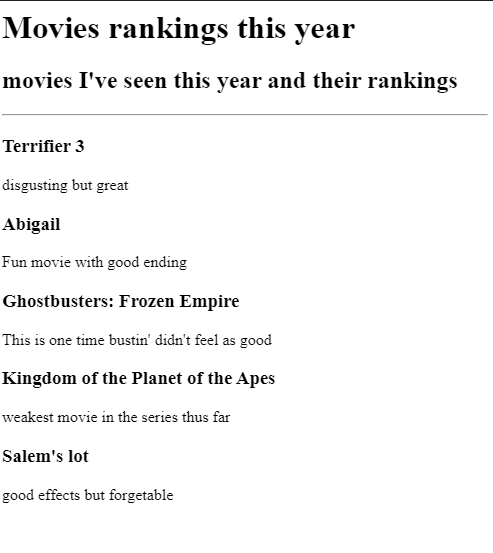 Movies rankings this year
movies I've seen this year and their rankings
Terrifier 3
disgusting but great
Abigail
Fun movie with good ending
Ghostbusters: Frozen Empire
This is one time bustin' didn't feel as good
Kingdom of the Planet of the Apes
weakest movie in the series thus far
Salem's lot
good effects but forgetable